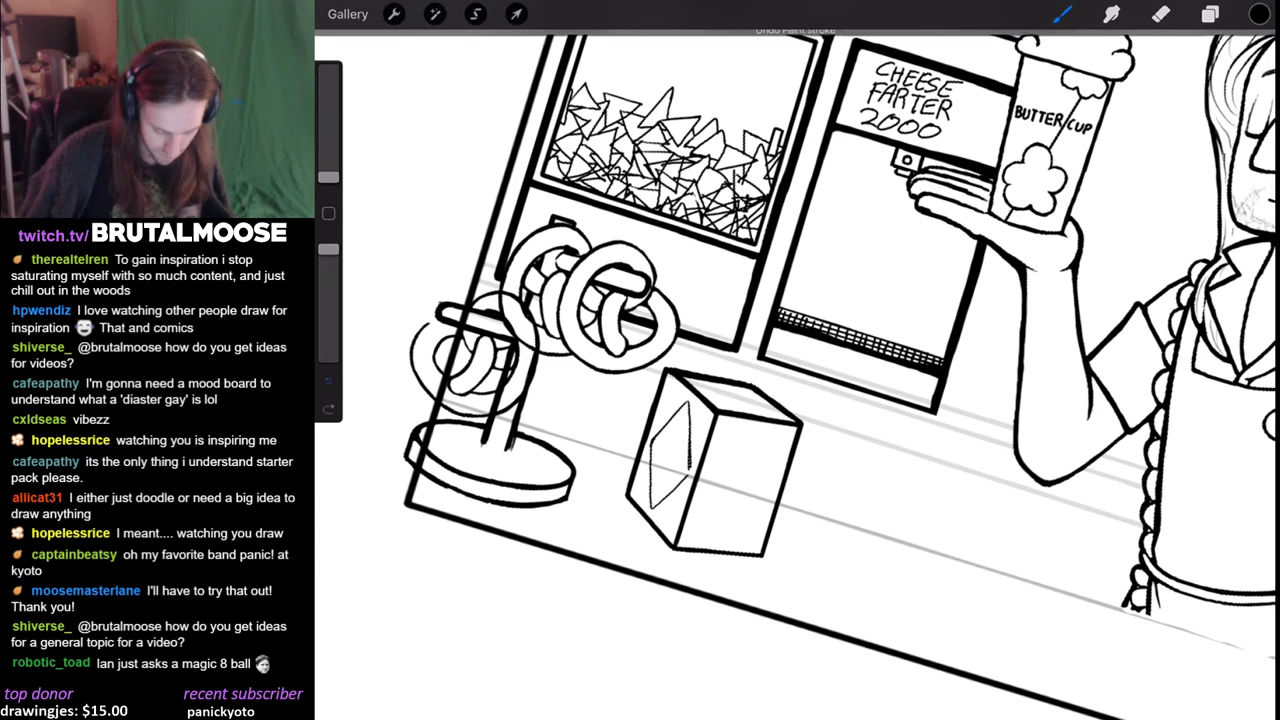 Gallery
Undo Paint stroke
CHEESE
FARTER
2000
BUTTER CUP
twitch.tv/BRUTALMOOSE
therealtelren To gain inspiration i stop
saturating myself with so much content, and just
chill out in the woods
hpwendiz I love watching other people draw for
inspiration That and comics
shiverse_ @brutalmoose how do you get ideas
for videos?
cafeapathy I'm gonna need a mood board to
understand what a 'diaster gay' is lol
cxldseas vibezz
hopelessrice watching you is inspiring me
cafeapathy its the only thing i understand starter
pack please.
allicat31 I either just doodle or need a big idea to
draw anything
hopelessrice I meant.... watching you draw
captainbeatsy oh my favorite band panic! at
kyoto
moosemasterlane I'll have to try that out!
Thank you!
shiverse_ @brutalmoose how do you get ideas
for a general topic for a video?
robotic_toad Ian just asks a magic 8 ball
top donor
drawingjes: $15.00
recent subscriber
panickyoto